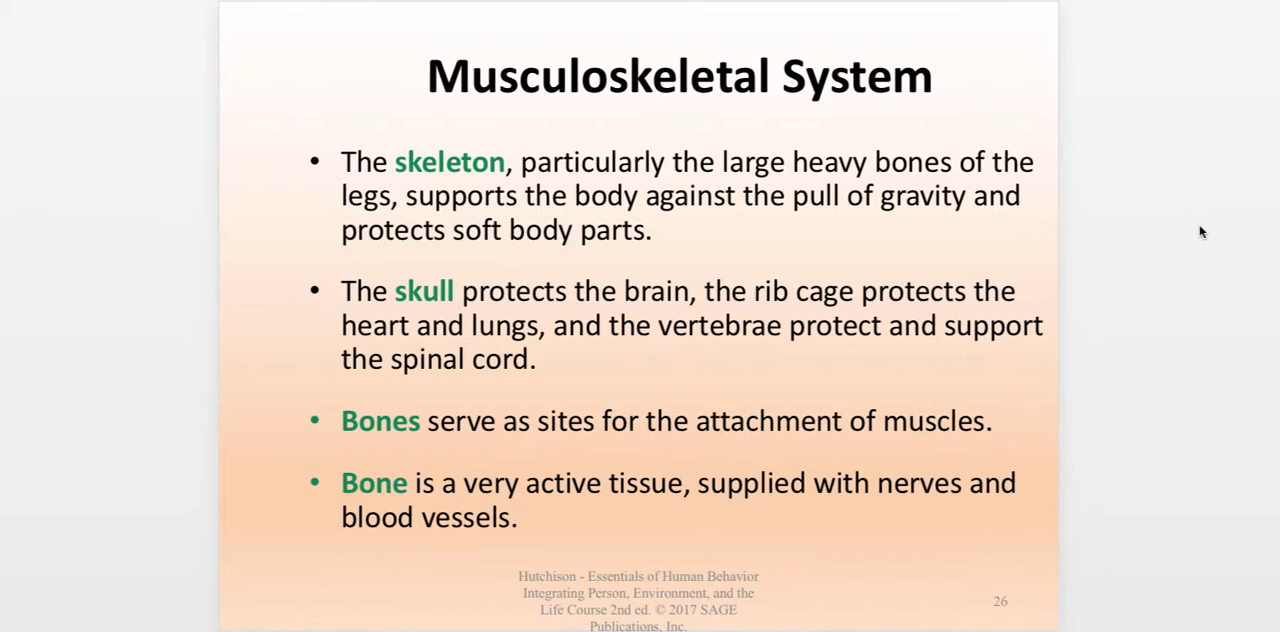 Musculoskeletal System
• The skeleton, particularly the large heavy bones of the
legs, supports the body against the pull of gravity and
protects soft body parts.
• The skull protects the brain, the rib cage protects the
heart and lungs, and the vertebrae protect and support
the spinal cord.
• Bones serve as sites for the attachment of muscles.
• Bone is a very active tissue, supplied with nerves and
blood vessels.
Hutchison - Essentials of Human Behavior
Integrating Person, Environment, and the
Life Course 2nd ed. © 2017 SAGE
Publications, Inc.
26